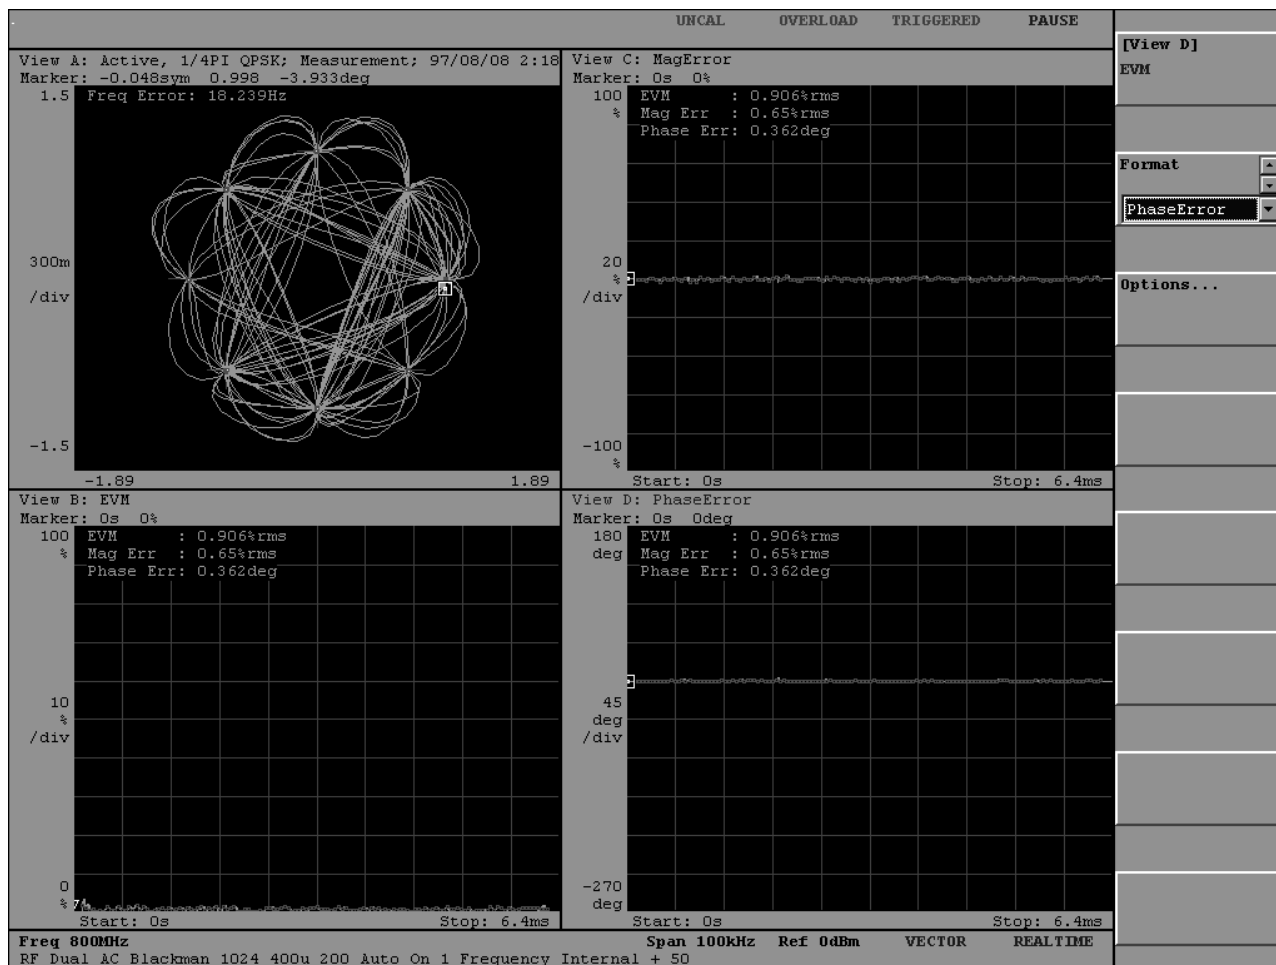 UNCAL OVERLOAD TRIGGERED PAUSE
View A: Active, 1/4PI QPSK; Measurement; 97/08/08 2:18
Marker: -0.048sym 0.998 -3.933deg
1.5 Freq Error: 18.239Hz
300m
/div
-1.5
-1.89 1.89
View C: MagError
Marker: 0s 0%
100 EVM : 0.906%rms
% Mag Err : 0.65%rms
Phase Err: 0.362deg
20
%
/div
-100
%
Start: 0s Stop: 6.4ms
View B: EVM
Marker: 0s 0%
100 EVM : 0.906%rms
% Mag Err : 0.65%rms
Phase Err: 0.362deg
10
%
/div
0
%
Start: 0s Stop: 6.4ms
View D: PhaseError
Marker: 0s 0deg
180 EVM : 0.906%rms
deg Mag Err : 0.65%rms
Phase Err: 0.362deg
45
deg
/div
-270
deg
Start: 0s Stop: 6.4ms
[View D]
EVM
Format
PhaseError
Options...
Freq 800MHz Span 100kHz Ref 0dBm VECTOR REALTIME
RF Dual AC Blackman 1024 400u 200 Auto On 1 Frequency Internal + 50